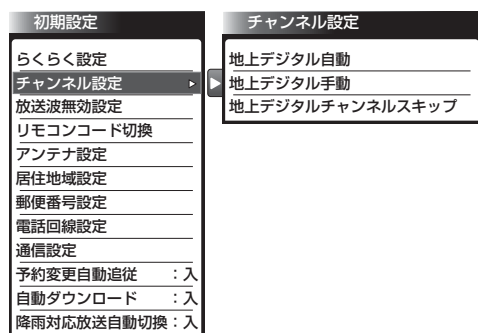 初期設定
らくらく設定
チャンネル設定
放送波無効設定
リモコンコード切換
アンテナ設定
居住地域設定
郵便番号設定
電話回線設定
通信設定
予約変更自動追従 :入
自動ダウンロード :入
降雨対応放送自動切換:入
チャンネル設定
地上デジタル自動
地上デジタル手動
地上デジタルチャンネルスキップ